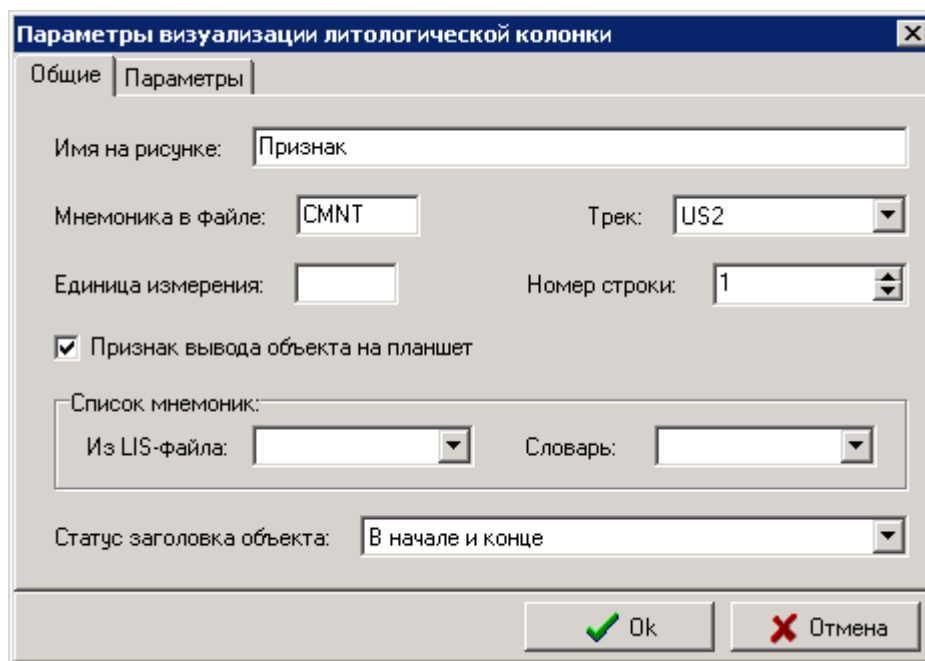 Параметры визуализации литологической колонки
Общие Параметры
Имя на рисунке: Признак
Мнемоника в файле: CMNT Трек: US2
Единица измерения: Номер строки: 1
Признак вывода объекта на планшет
Список мнемоник:
Из LIS-файла: Словарь:
Статус заголовка объекта: В начале и конце
Ok Отмена